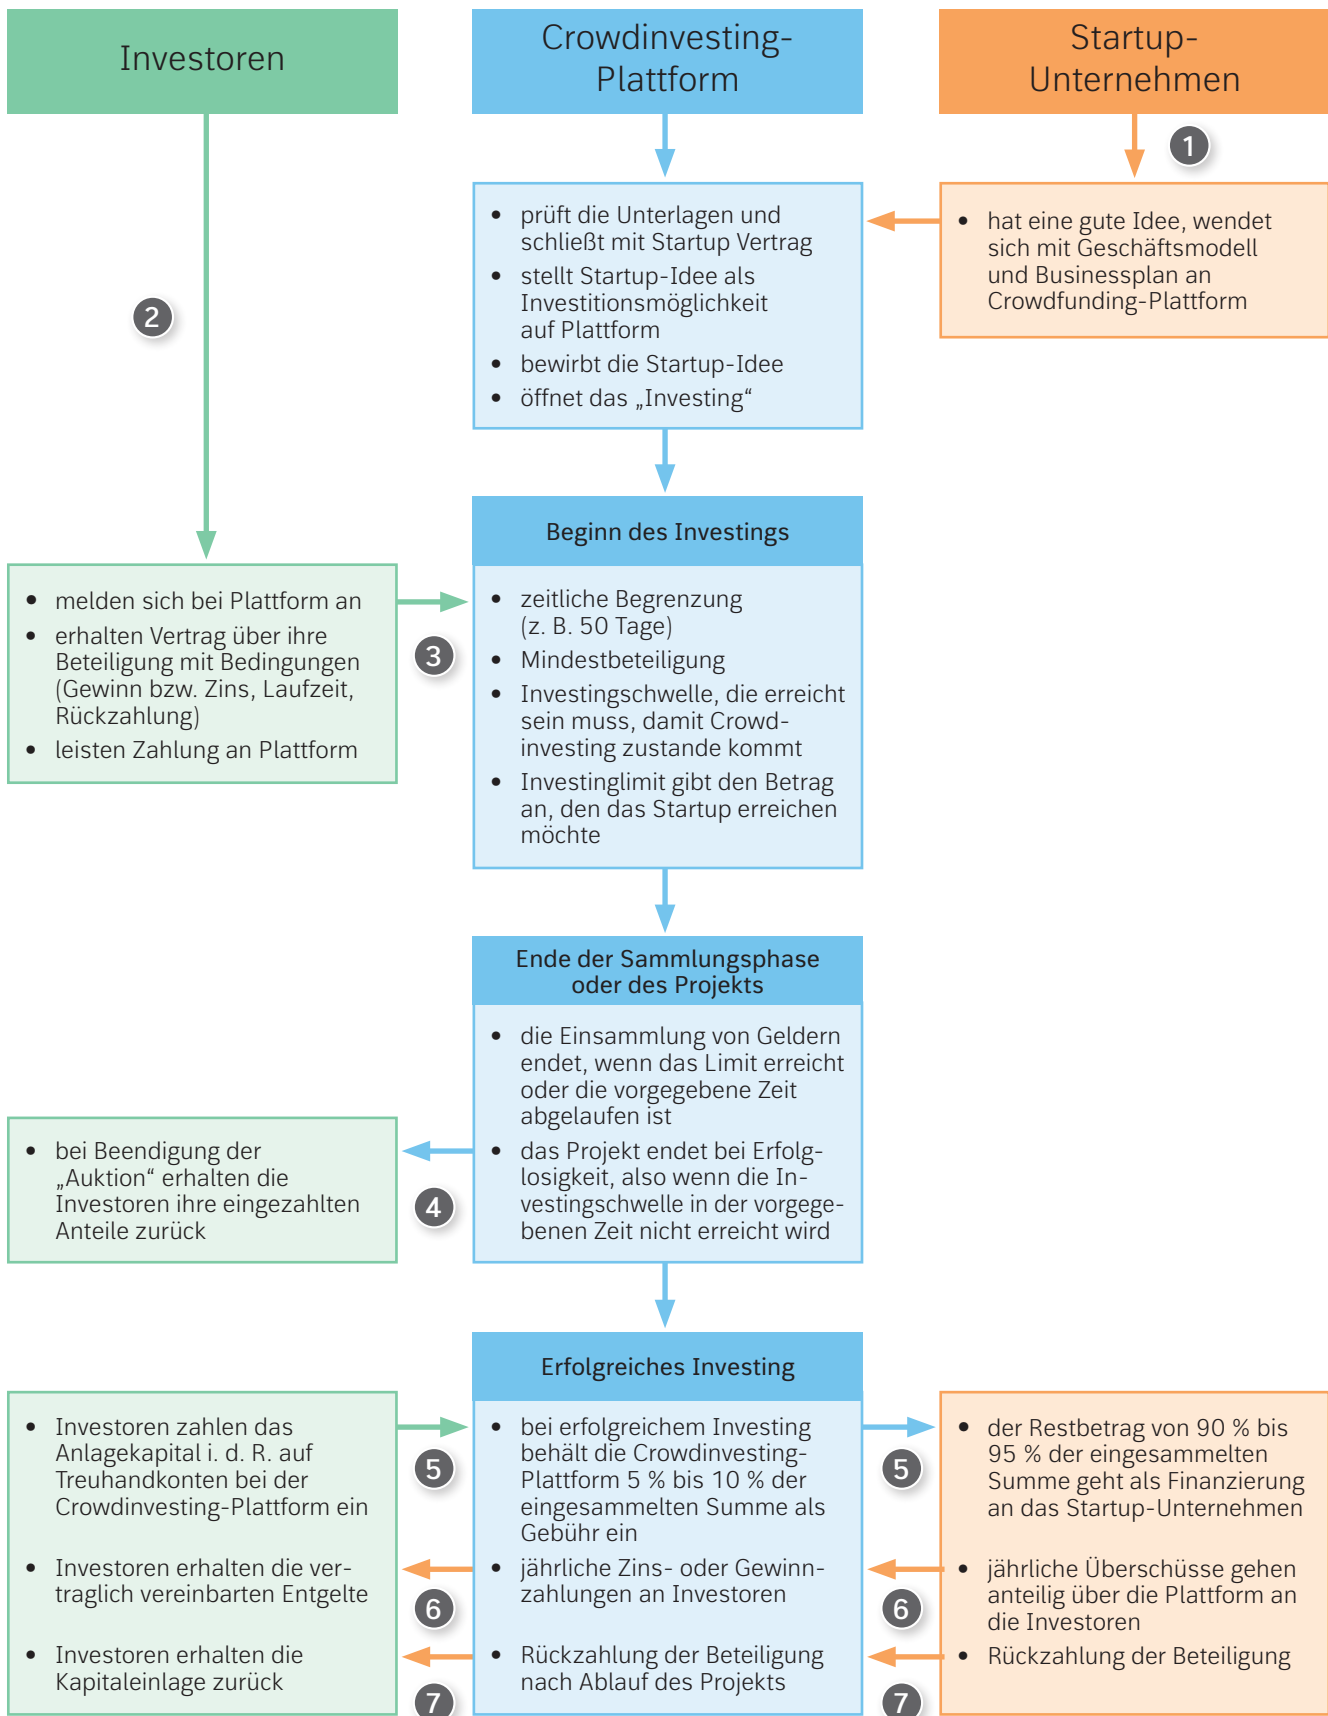 Investoren
Crowdinvesting-
Plattform
Startup-
Unternehmen
1
• prüft die Unterlagen und
schließt mit Startup Vertrag
• stellt Startup-Idee als
Investitionsmöglichkeit
auf Plattform
• bewirbt die Startup-Idee
• öffnet das „Investing“
• hat eine gute Idee, wendet
sich mit Geschäftsmodell
und Businessplan an
Crowdfunding-Plattform
2
Beginn des Investings
• melden sich bei Plattform an
• erhalten Vertrag über ihre
Beteiligung mit Bedingungen
(Gewinn bzw. Zins, Laufzeit,
Rückzahlung)
• leisten Zahlung an Plattform
3
• zeitliche Begrenzung
(z. B. 50 Tage)
• Mindestbeteiligung
• Investingschwelle, die erreicht
sein muss, damit Crowd-
investing zustande kommt
• Investinglimit gibt den Betrag
an, den das Startup erreichen
möchte
Ende der Sammlungsphase
oder des Projekts
• die Einsammlung von Geldern
endet, wenn das Limit erreicht
oder die vorgegebene Zeit
abgelaufen ist
• das Projekt endet bei Erfolg-
losigkeit, also wenn die In-
vestingschwelle in der vorgege-
benen Zeit nicht erreicht wird
• bei Beendigung der
„Auktion“ erhalten die
Investoren ihre eingezahlten
Anteile zurück
4
Erfolgreiches Investing
• Investoren zahlen das
Anlagekapital i. d. R. auf
Treuhandkonten bei der
Crowdinvesting-Plattform ein
5
• bei erfolgreichem Investing
behält die Crowdinvesting-
Plattform 5 % bis 10 % der
eingesammelten Summe als
Gebühr ein
5
• der Restbetrag von 90 % bis
95 % der eingesammelten
Summe geht als Finanzierung
an das Startup-Unternehmen
• Investoren erhalten die ver-
traglich vereinbarten Entgelte
6
• jährliche Zins- oder Gewinn-
zahlungen an Investoren
6
• jährliche Überschüsse gehen
anteilig über die Plattform an
die Investoren
• Investoren erhalten die
Kapitaleinlage zurück
7
• Rückzahlung der Beteiligung
nach Ablauf des Projekts
7
• Rückzahlung der Beteiligung